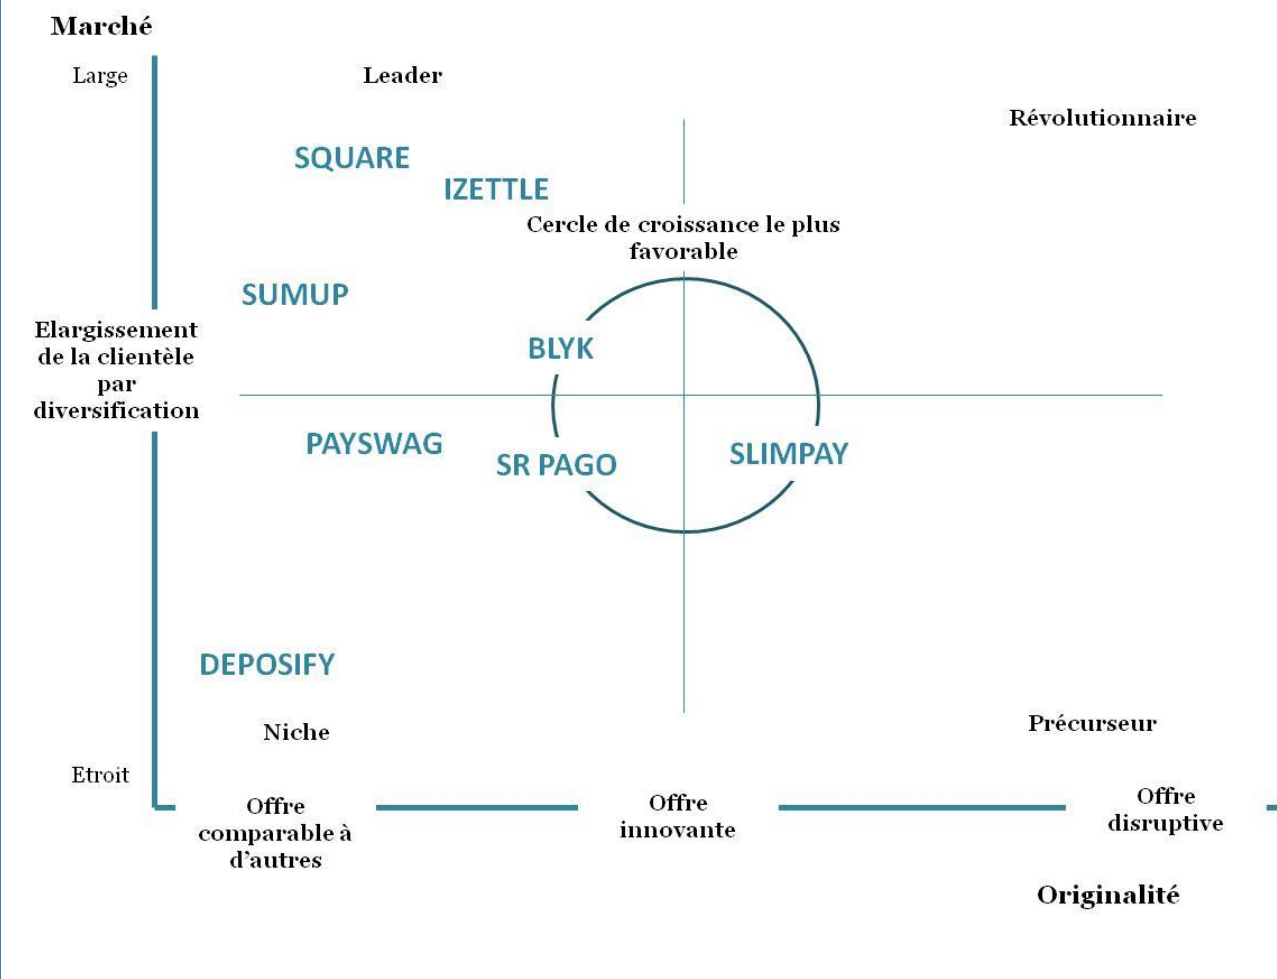 Marché
Large
Leader
Révolutionnaire
SQUARE
IZETTLE
Cercle de croissance le plus
favorable
SUMUP
Elargissement
de la clientèle
par
diversification
BLYK
PAYSWAG
SR PAGO
SLIMPAY
DEPOSIFY
Niche
Précurseur
Etroit
Offre
comparable à
d'autres
Offre
innovante
Offre
disruptive
Originalité